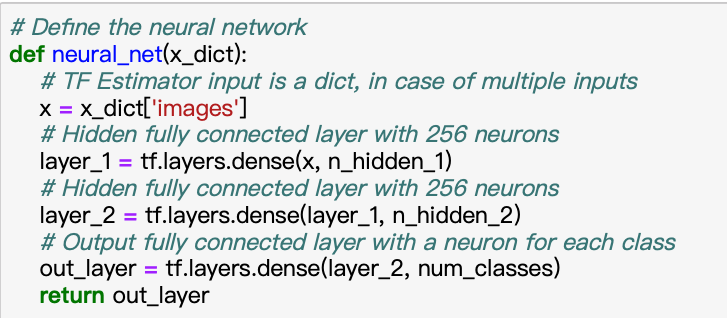 # Define the neural network
def neural_net(x_dict):
    # TF Estimator input is a dict, in case of multiple inputs
    x = x_dict['images']
    # Hidden fully connected layer with 256 neurons
    layer_1 = tf.layers.dense(x, n_hidden_1)
    # Hidden fully connected layer with 256 neurons
    layer_2 = tf.layers.dense(layer_1, n_hidden_2)
    # Output fully connected layer with a neuron for each class
    out_layer = tf.layers.dense(layer_2, num_classes)
    return out_layer